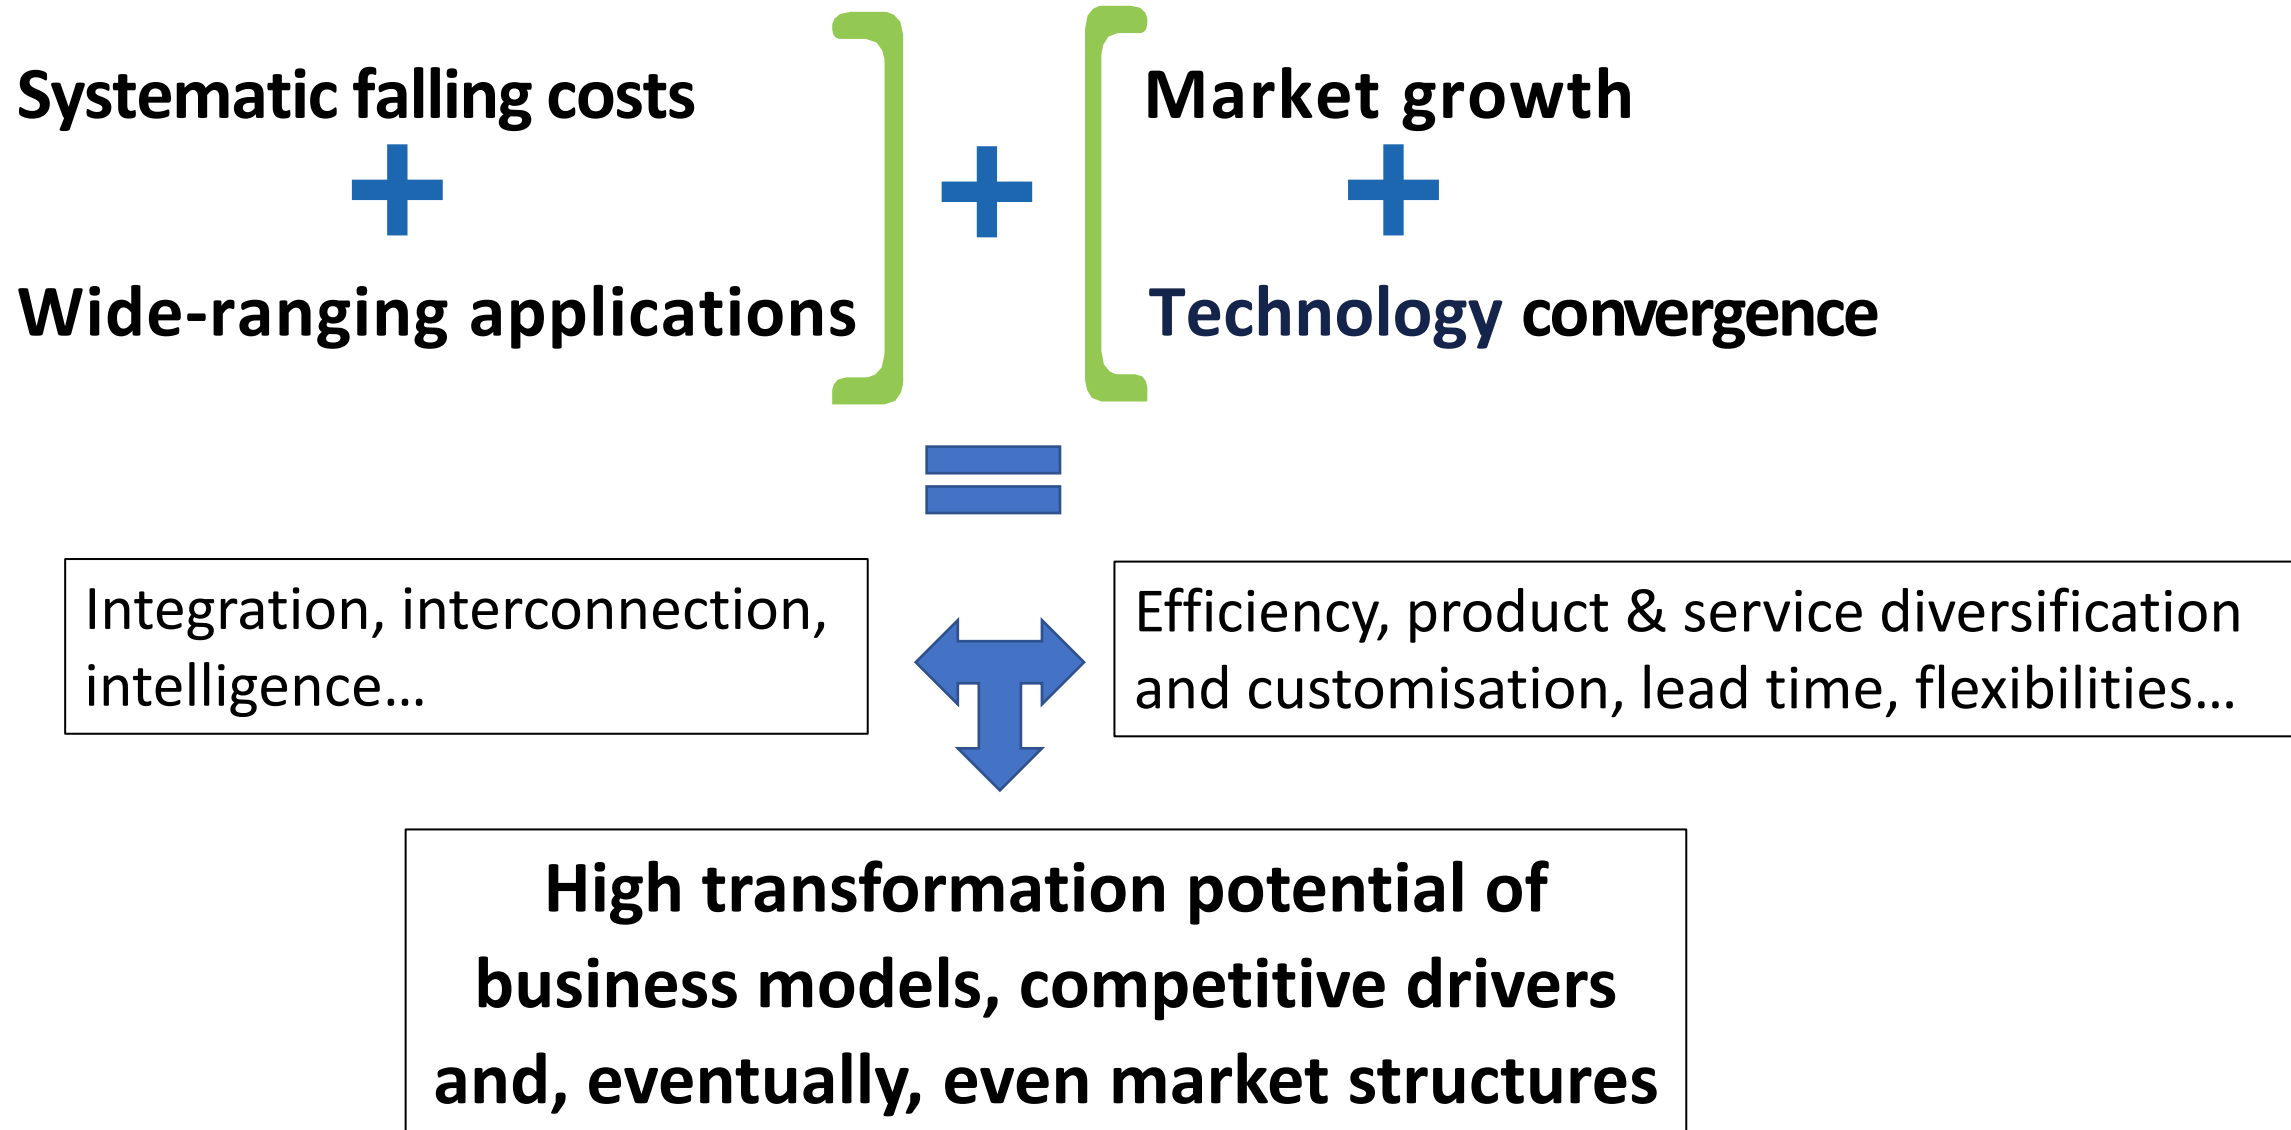 Systematic falling costs
Wide-ranging applications
Market growth
Technology convergence
Integration, interconnection,
intelligence…
Efficiency, product & service diversification
and customisation, lead time, flexibilities…
High transformation potential of
business models, competitive drivers
and, eventually, even market structures